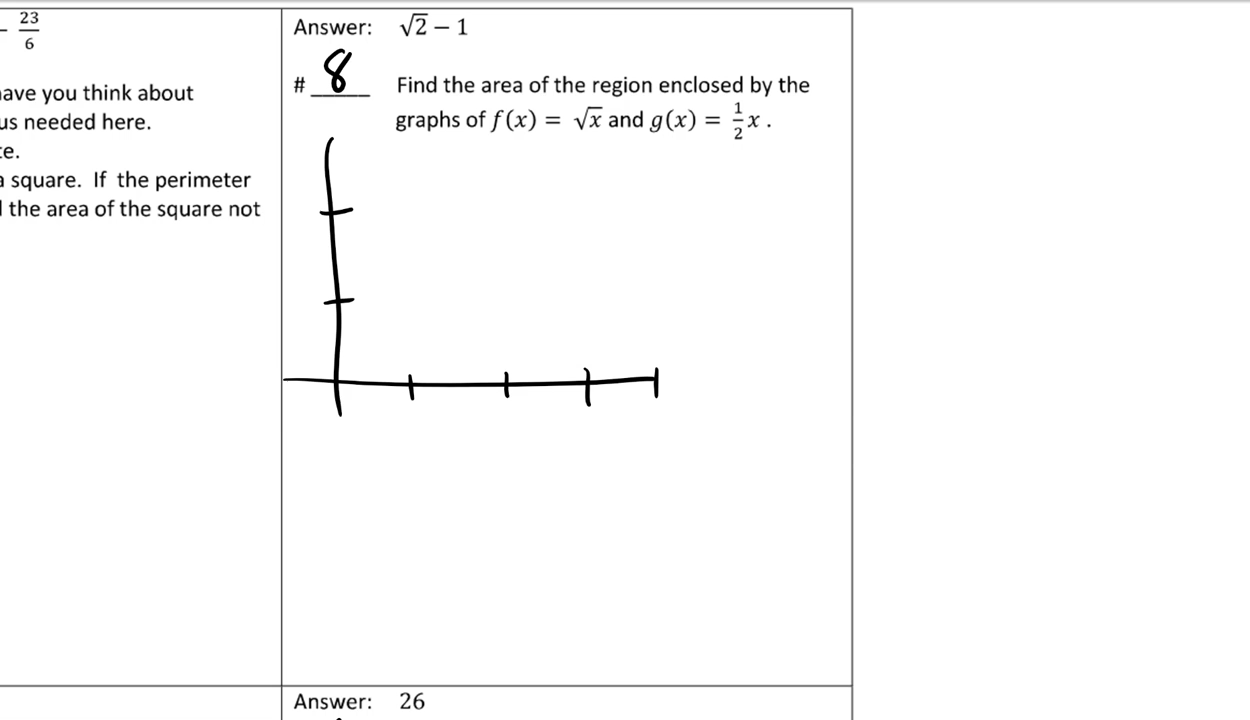 - 23/6
ave you think about
us needed here.
e.
a square. If the perimeter
the area of the square not
Answer: √2 − 1
# 8 Find the area of the region enclosed by the
graphs of f(x) = √x and g(x) = 1/2 x .
Answer: 26